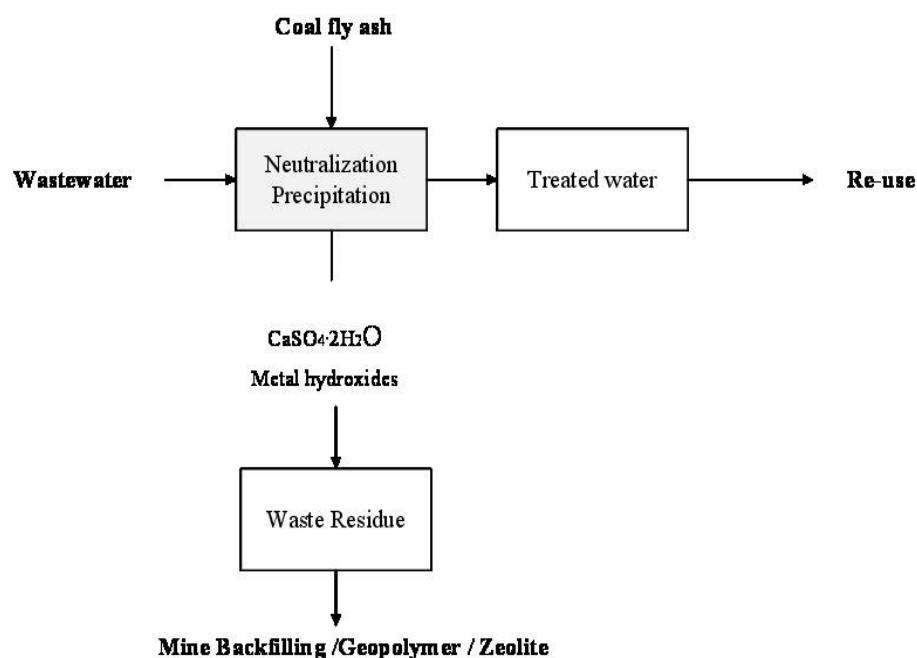 Coal fly ash
Wastewater
Neutralization
Precipitation
Treated water
Re-use
CaSO4·2H2O
Metal hydroxides
Waste Residue
Mine Backfilling /Geopolymer / Zeolite